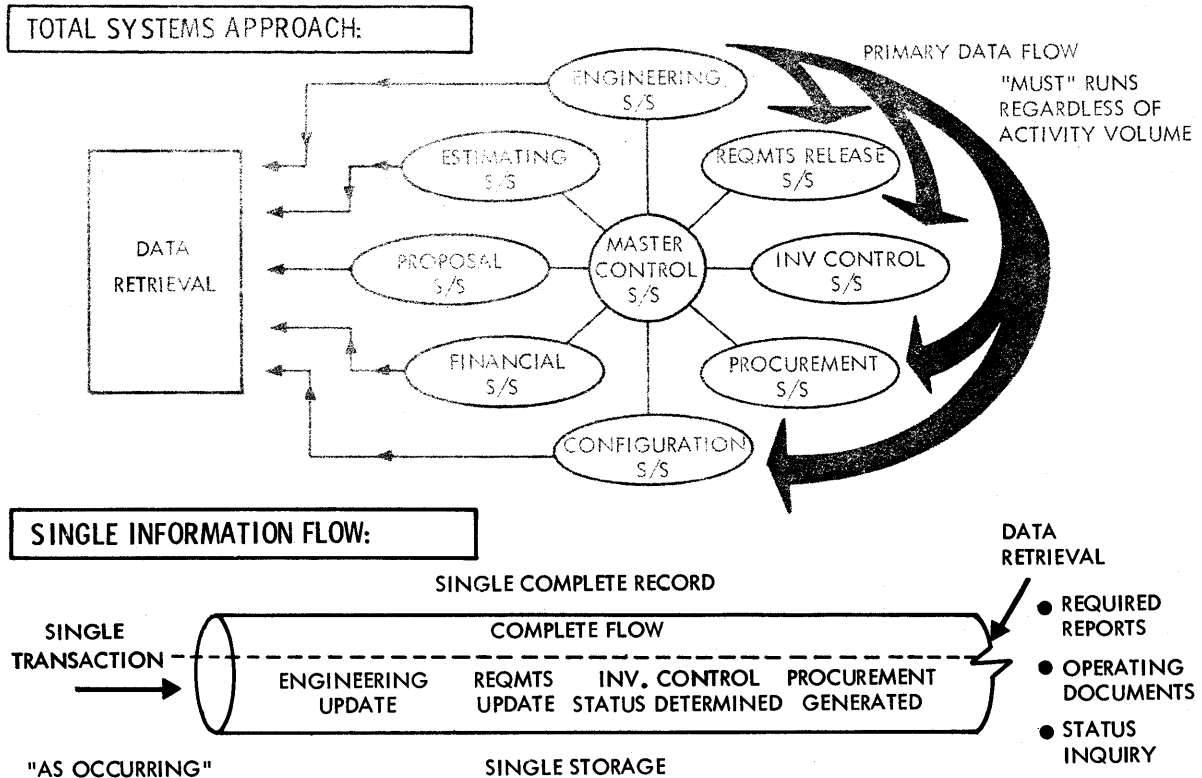 TOTAL SYSTEMS APPROACH:
PRIMARY DATA FLOW
"MUST" RUNS
REGARDLESS OF
ACTIVITY VOLUME
ENGINEERING
S/S
ESTIMATING
S/S
REQMTS RELEASE
S/S
DATA
RETRIEVAL
PROPOSAL
S/S
MASTER
CONTROL
S/S
INV CONTROL
S/S
FINANCIAL
S/S
PROCUREMENT
S/S
CONFIGURATION
S/S
SINGLE INFORMATION FLOW:
DATA
RETRIEVAL
SINGLE COMPLETE RECORD
SINGLE
TRANSACTION
COMPLETE FLOW
ENGINEERING
UPDATE
REQMTS
UPDATE
INV. CONTROL
STATUS DETERMINED
PROCUREMENT
GENERATED
● REQUIRED
REPORTS
● OPERATING
DOCUMENTS
● STATUS
INQUIRY
"AS OCCURRING"
SINGLE STORAGE